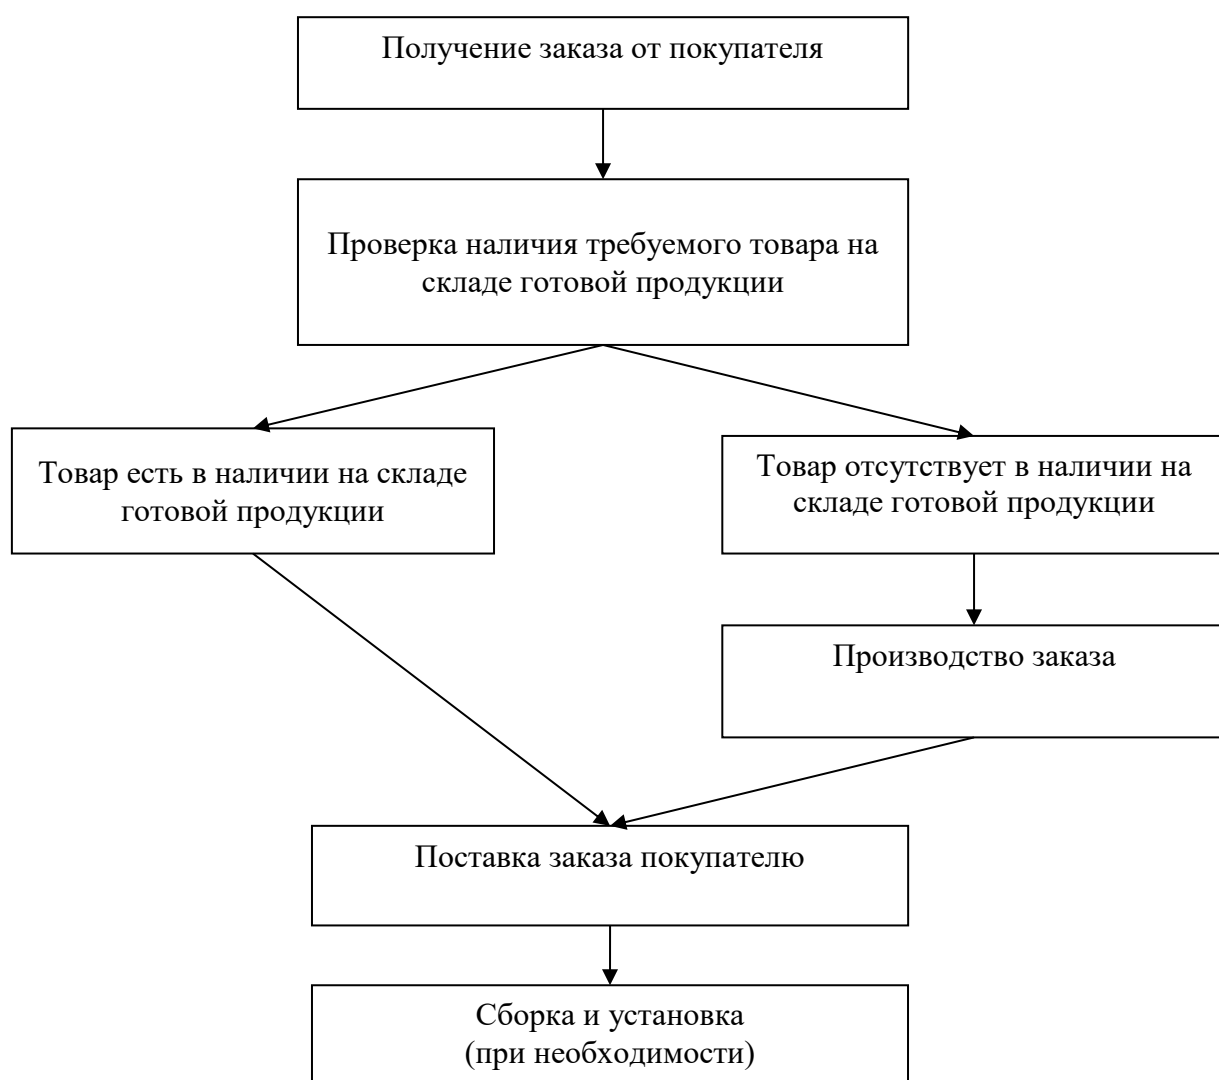 Получение заказа от покупателя
Проверка наличия требуемого товара на
складе готовой продукции
Товар есть в наличии на складе
готовой продукции
Товар отсутствует в наличии на
складе готовой продукции
Производство заказа
Поставка заказа покупателю
Сборка и установка
(при необходимости)